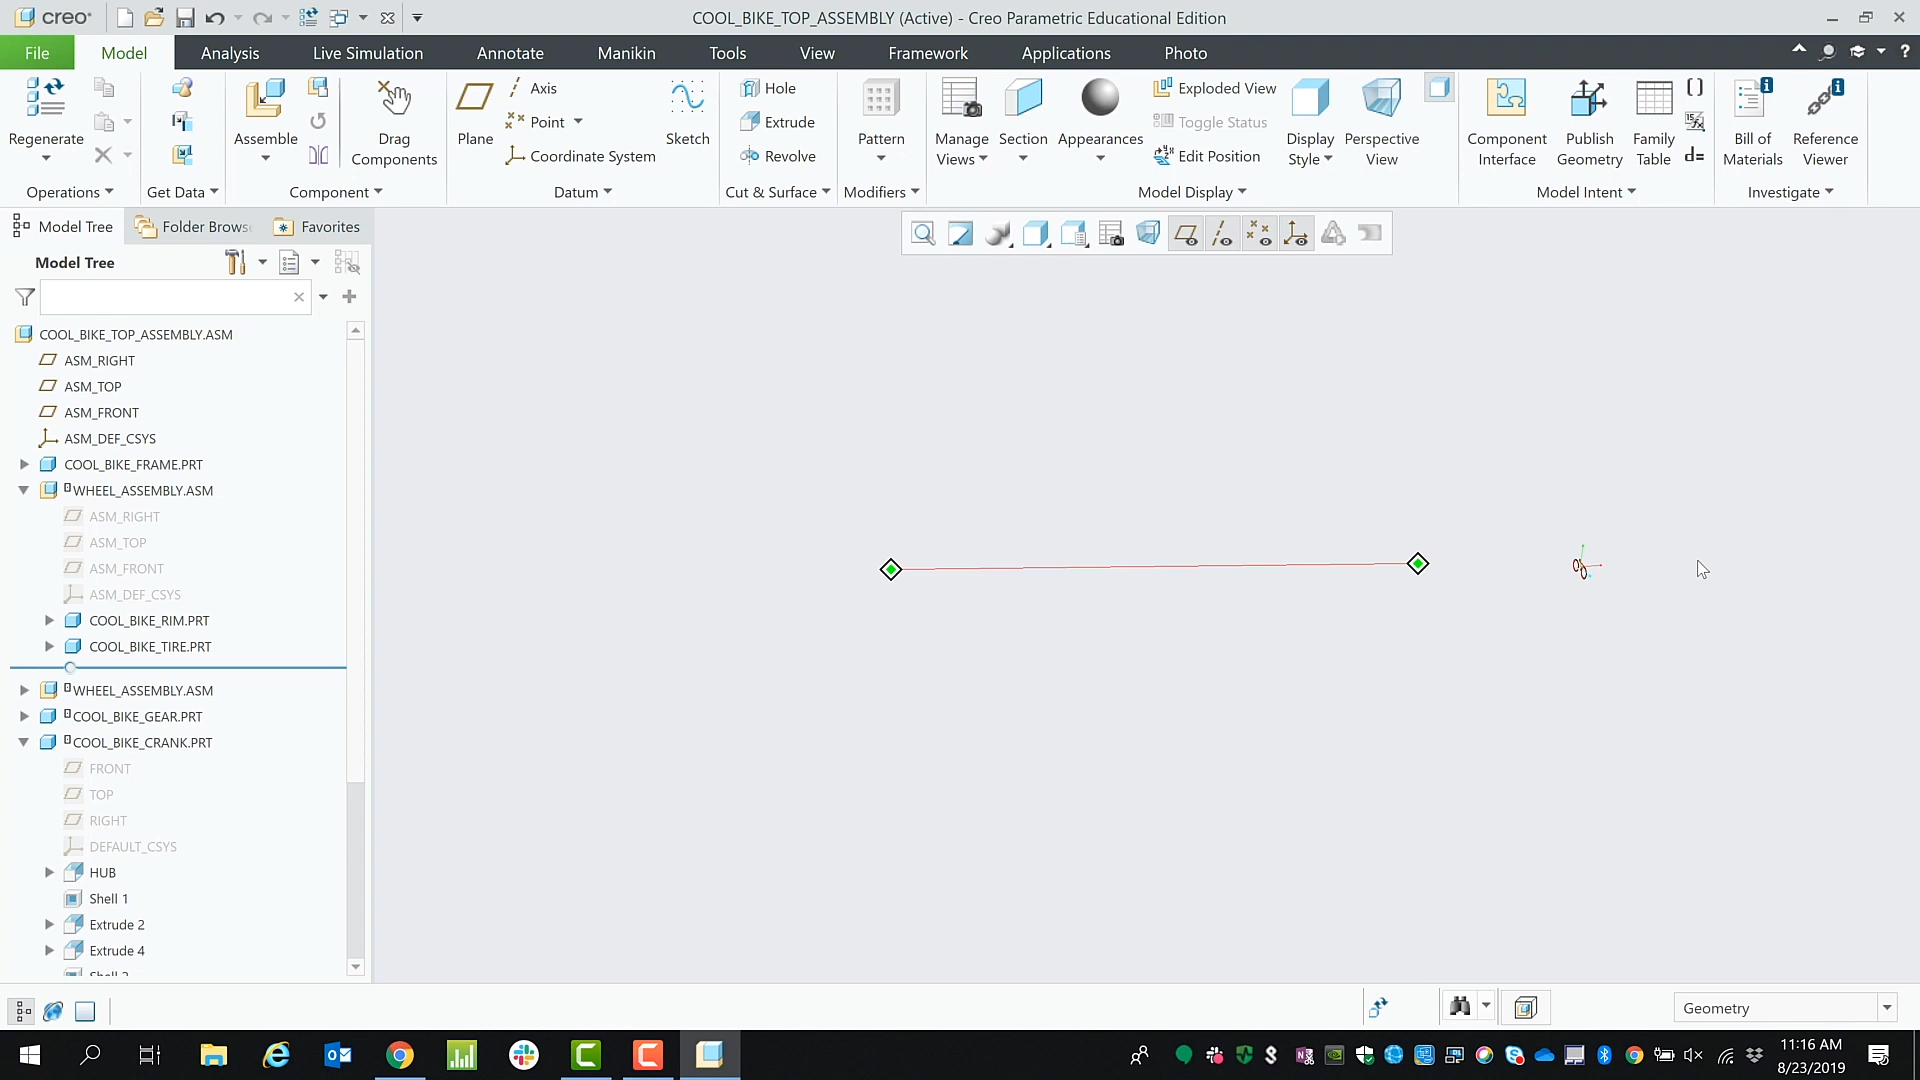 creo
COOL_BIKE_TOP_ASSEMBLY (Active) - Creo Parametric Educational Edition
File Model Analysis Live Simulation Annotate Manikin Tools View Framework Applications Photo
Regenerate
Operations
Get Data
Assemble
Drag Components
Component
Plane
Axis
Point
Coordinate System
Sketch
Datum
Hole
Extrude
Revolve
Cut & Surface
Pattern
Modifiers
Manage Views
Section
Appearances
Exploded View
Toggle Status
Edit Position
Display Style
Perspective View
Model Display
Component Interface
Publish Geometry
Family Table
d=
Model Intent
Bill of Materials
Reference Viewer
Investigate
Model Tree Folder Brows Favorites
Model Tree
COOL_BIKE_TOP_ASSEMBLY.ASM
ASM_RIGHT
ASM_TOP
ASM_FRONT
ASM_DEF_CSYS
COOL_BIKE_FRAME.PRT
WHEEL_ASSEMBLY.ASM
ASM_RIGHT
ASM_TOP
ASM_FRONT
ASM_DEF_CSYS
COOL_BIKE_RIM.PRT
COOL_BIKE_TIRE.PRT
WHEEL_ASSEMBLY.ASM
COOL_BIKE_GEAR.PRT
COOL_BIKE_CRANK.PRT
FRONT
TOP
RIGHT
DEFAULT_CSYS
HUB
Shell 1
Extrude 2
Extrude 4
Geometry
11:16 AM
8/23/2019